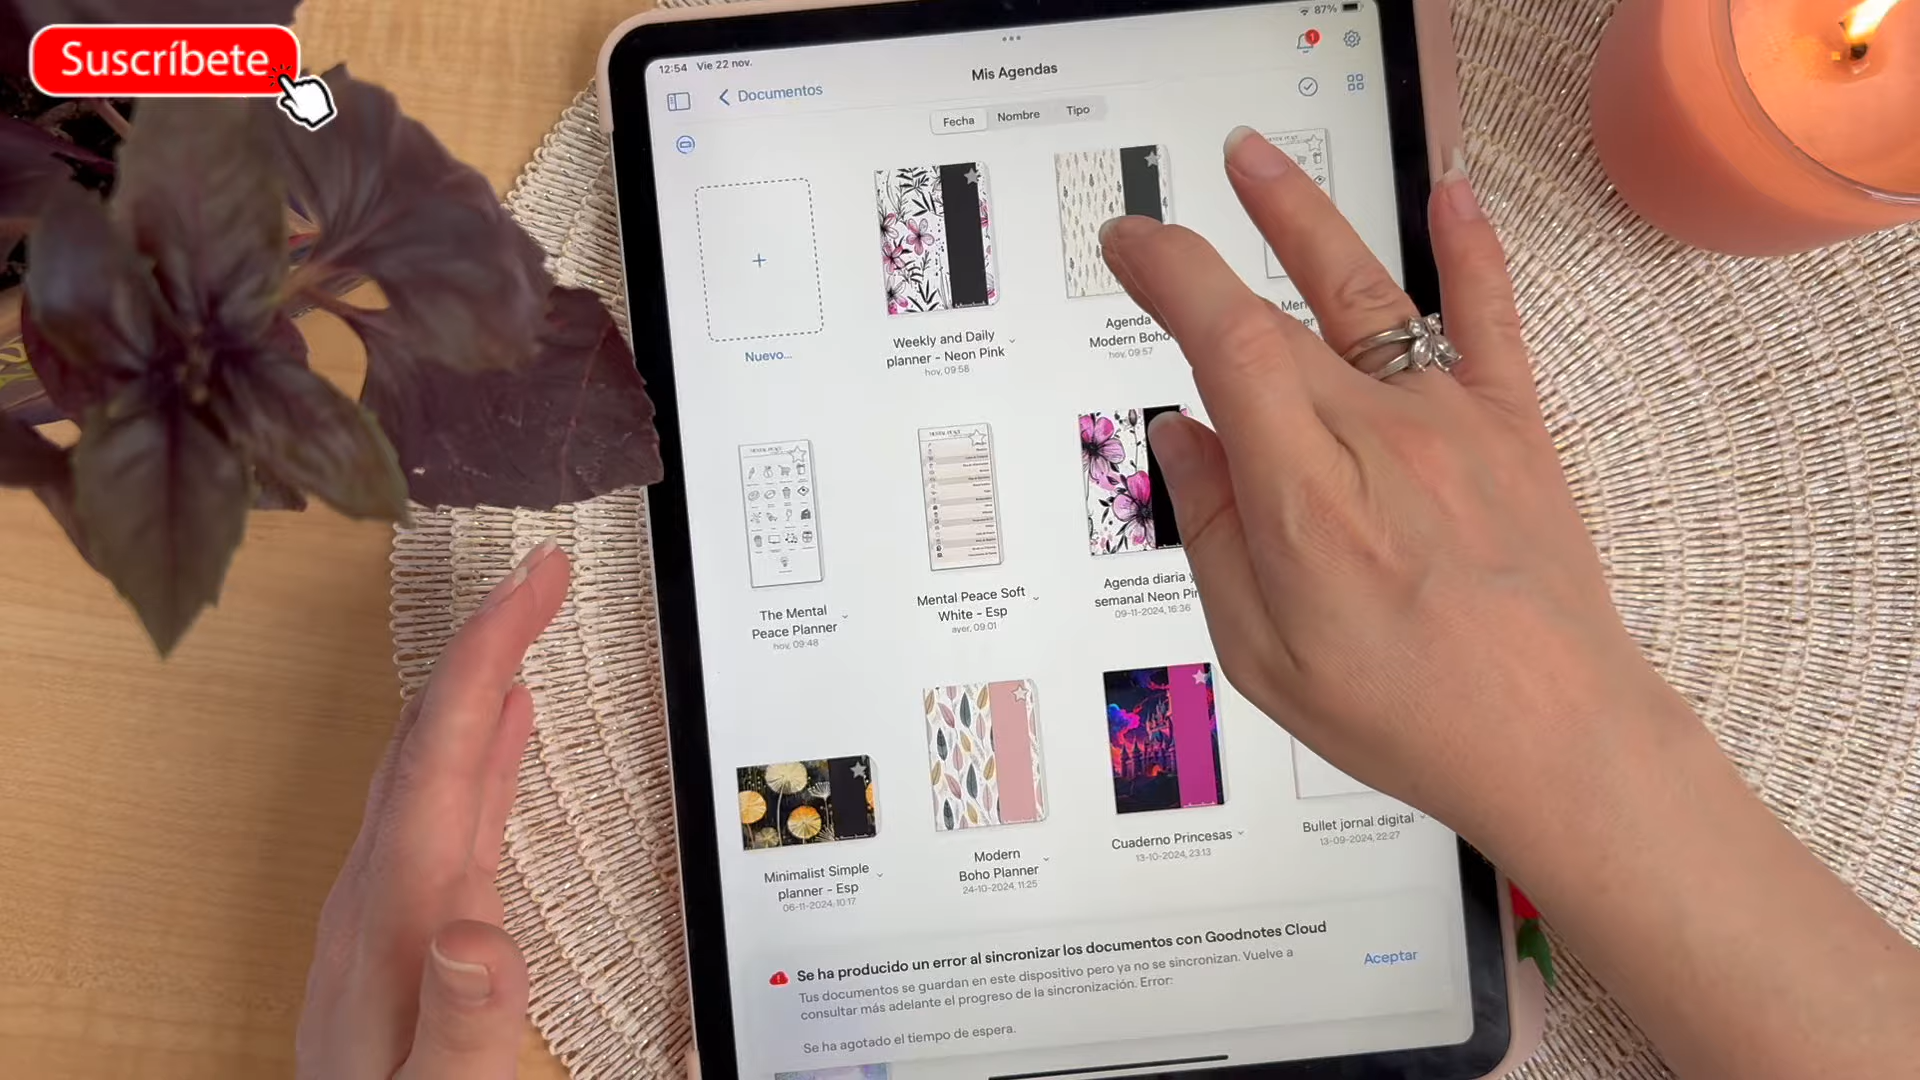 Suscríbete
12:54 Vie 22 nov.
87%
1
Documentos
Mis Agendas
Fecha
Nombre
Tipo
Nuevo...
Weekly and Daily
planner - Neon Pink
hoy, 09:58
Agenda
Modern Boho
hoy, 09:57
The Mental
Peace Planner
hoy, 09:48
Mental Peace Soft
White - Esp
ayer, 09:01
Agenda diaria y
semanal Neon Pin
09-11-2024, 16:36
Minimalist Simple
planner - Esp
06-11-2024, 10:17
Modern
Boho Planner
24-10-2024, 11:25
Cuaderno Princesas
13-10-2024, 23:13
Bullet jornal digital
13-09-2024, 22:27
Se ha producido un error al sincronizar los documentos con Goodnotes Cloud
Tus documentos se guardan en este dispositivo pero ya no se sincronizan. Vuelve a
consultar más adelante el progreso de la sincronización. Error:
Se ha agotado el tiempo de espera.
Aceptar